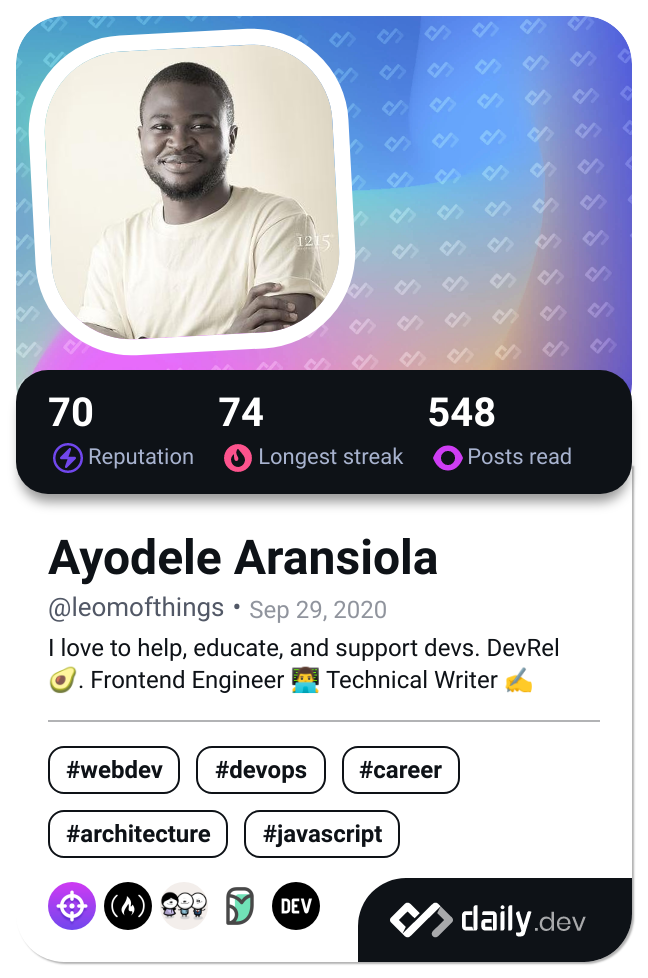 1215
70
74
548
Reputation
Longest streak
Posts read
Ayodele Aransiola
@leomofthings • Sep 29, 2020
I love to help, educate, and support devs. DevRel
🥑. Frontend Engineer 👨‍💻 Technical Writer ✍️
#webdev #devops #career
#architecture #javascript
DEV
daily.dev